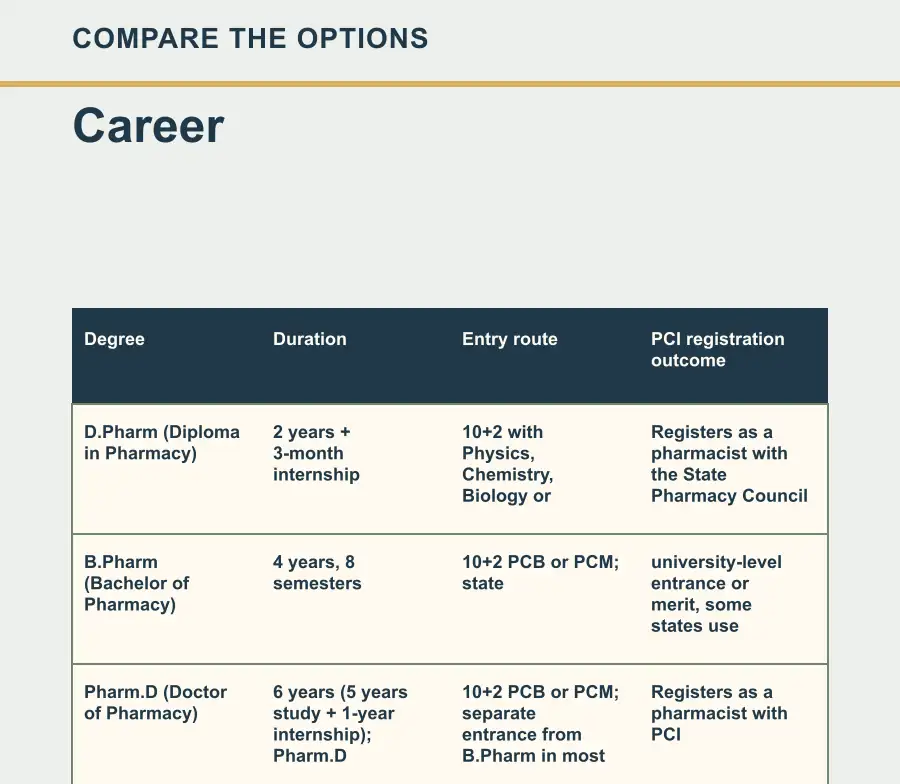 COMPARE THE OPTIONS
Career
Degree
Duration
Entry route
PCI registration
outcome
D.Pharm (Diploma
in Pharmacy)
2 years +
3-month
internship
10+2 with
Physics,
Chemistry,
Biology or
Registers as a
pharmacist with
the State
Pharmacy Council
B.Pharm
(Bachelor of
Pharmacy)
4 years, 8
semesters
10+2 PCB or PCM;
state
university-level
entrance or
merit, some
states use
Pharm.D (Doctor
of Pharmacy)
6 years (5 years
study + 1-year
internship);
Pharm.D
10+2 PCB or PCM;
separate
entrance from
B.Pharm in most
Registers as a
pharmacist with
PCI